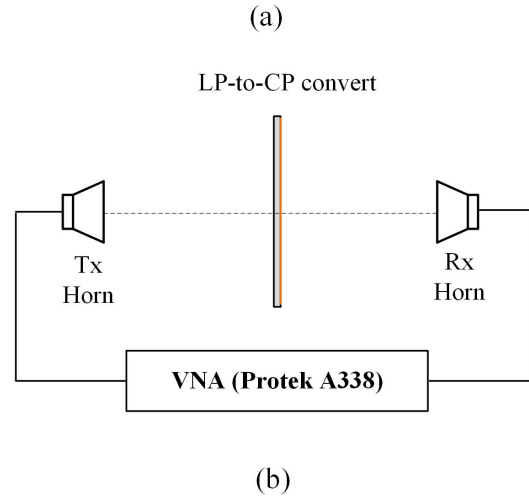 (a)
LP-to-CP convert
Tx
Horn
Rx
Horn
VNA (Protek A338)
(b)